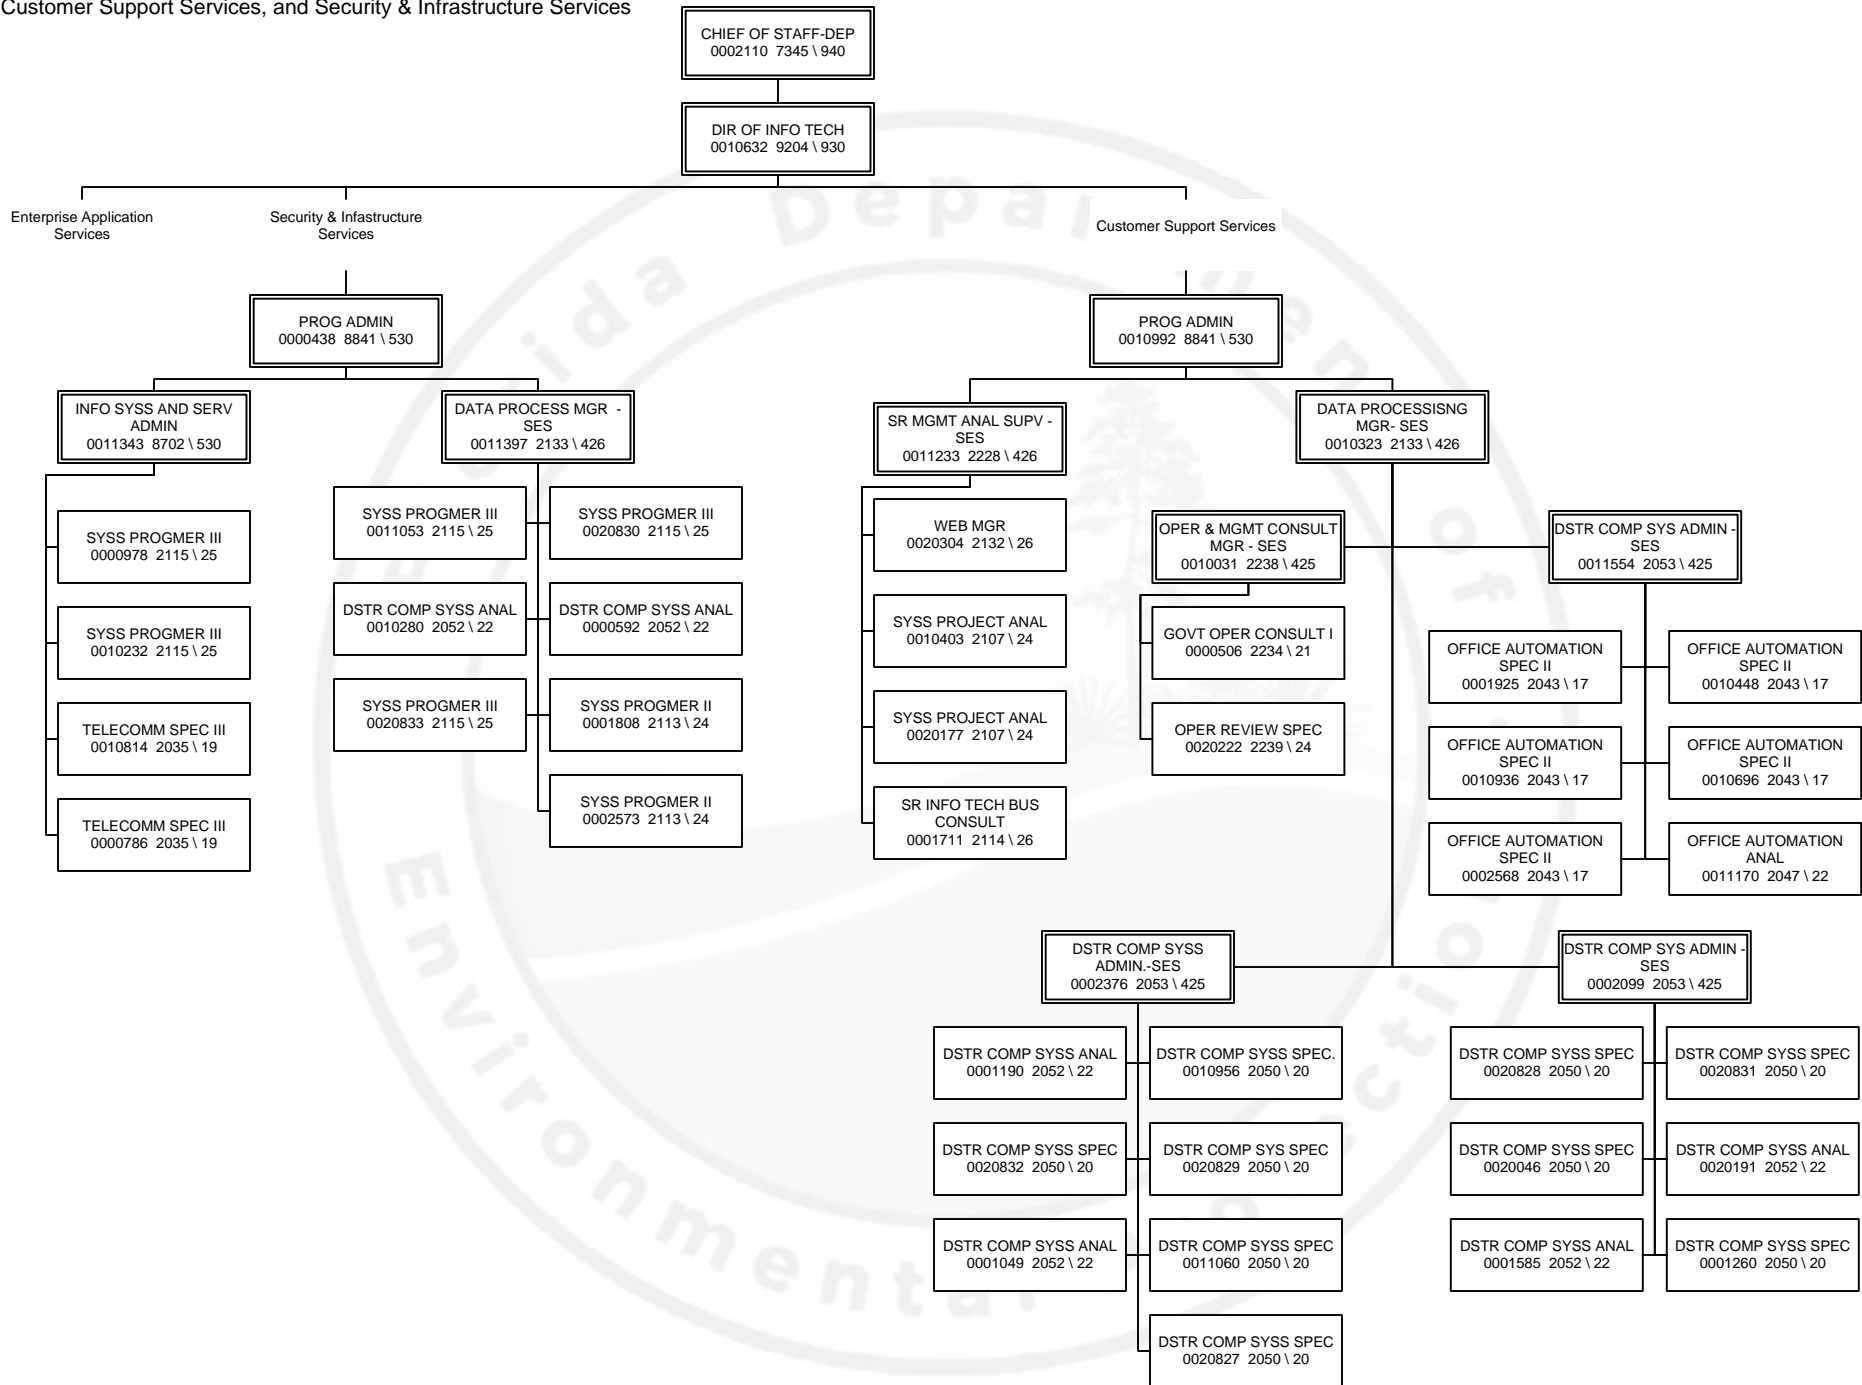 Customer Support Services, and Security & Infrastructure Services
CHIEF OF STAFF-DEP
0002110 7345 \ 940
DIR OF INFO TECH
0010632 9204 \ 930
Enterprise Application
Services
Security & Infastructure
Services
Customer Support Services
PROG ADMIN
0000438 8841 \ 530
PROG ADMIN
0010992 8841 \ 530
INFO SYSS AND SERV
ADMIN
0011343 8702 \ 530
SYSS PROGMER III
0000978 2115 \ 25
SYSS PROGMER III
0010232 2115 \ 25
TELECOMM SPEC III
0010814 2035 \ 19
TELECOMM SPEC III
0000786 2035 \ 19
DATA PROCESS MGR -
SES
0011397 2133 \ 426
SYSS PROGMER III
0011053 2115 \ 25
SYSS PROGMER III
0020830 2115 \ 25
DSTR COMP SYSS ANAL
0010280 2052 \ 22
DSTR COMP SYSS ANAL
0000592 2052 \ 22
SYSS PROGMER III
0020833 2115 \ 25
SYSS PROGMER II
0001808 2113 \ 24
SYSS PROGMER II
0002573 2113 \ 24
SR MGMT ANAL SUPV -
SES
0011233 2228 \ 426
WEB MGR
0020304 2132 \ 26
SYSS PROJECT ANAL
0010403 2107 \ 24
SYSS PROJECT ANAL
0020177 2107 \ 24
SR INFO TECH BUS
CONSULT
0001711 2114 \ 26
DATA PROCESSISNG
MGR- SES
0010323 2133 \ 426
OPER & MGMT CONSULT
MGR - SES
0010031 2238 \ 425
GOVT OPER CONSULT I
0000506 2234 \ 21
OPER REVIEW SPEC
0020222 2239 \ 24
DSTR COMP SYS ADMIN -
SES
0011554 2053 \ 425
OFFICE AUTOMATION
SPEC II
0001925 2043 \ 17
OFFICE AUTOMATION
SPEC II
0010448 2043 \ 17
OFFICE AUTOMATION
SPEC II
0010936 2043 \ 17
OFFICE AUTOMATION
SPEC II
0010696 2043 \ 17
OFFICE AUTOMATION
SPEC II
0002568 2043 \ 17
OFFICE AUTOMATION
ANAL
0011170 2047 \ 22
DSTR COMP SYSS
ADMIN.-SES
0002376 2053 \ 425
DSTR COMP SYSS ANAL
0001190 2052 \ 22
DSTR COMP SYSS SPEC.
0010956 2050 \ 20
DSTR COMP SYSS SPEC
0020832 2050 \ 20
DSTR COMP SYS SPEC
0020829 2050 \ 20
DSTR COMP SYSS ANAL
0001049 2052 \ 22
DSTR COMP SYSS SPEC
0011060 2050 \ 20
DSTR COMP SYSS SPEC
0020827 2050 \ 20
DSTR COMP SYS ADMIN -
SES
0002099 2053 \ 425
DSTR COMP SYSS SPEC
0020828 2050 \ 20
DSTR COMP SYSS SPEC
0020831 2050 \ 20
DSTR COMP SYSS SPEC
0020046 2050 \ 20
DSTR COMP SYSS ANAL
0020191 2052 \ 22
DSTR COMP SYSS ANAL
0001585 2052 \ 22
DSTR COMP SYSS SPEC
0001260 2050 \ 20
of
Environmental